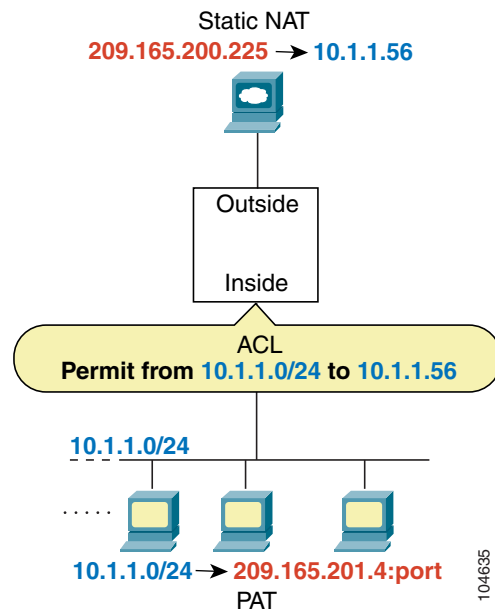 Static NAT
209.165.200.225 → 10.1.1.56
Outside
Inside
ACL
Permit from 10.1.1.0/24 to 10.1.1.56
10.1.1.0/24
.....
10.1.1.0/24 → 209.165.201.4:port
PAT
104635